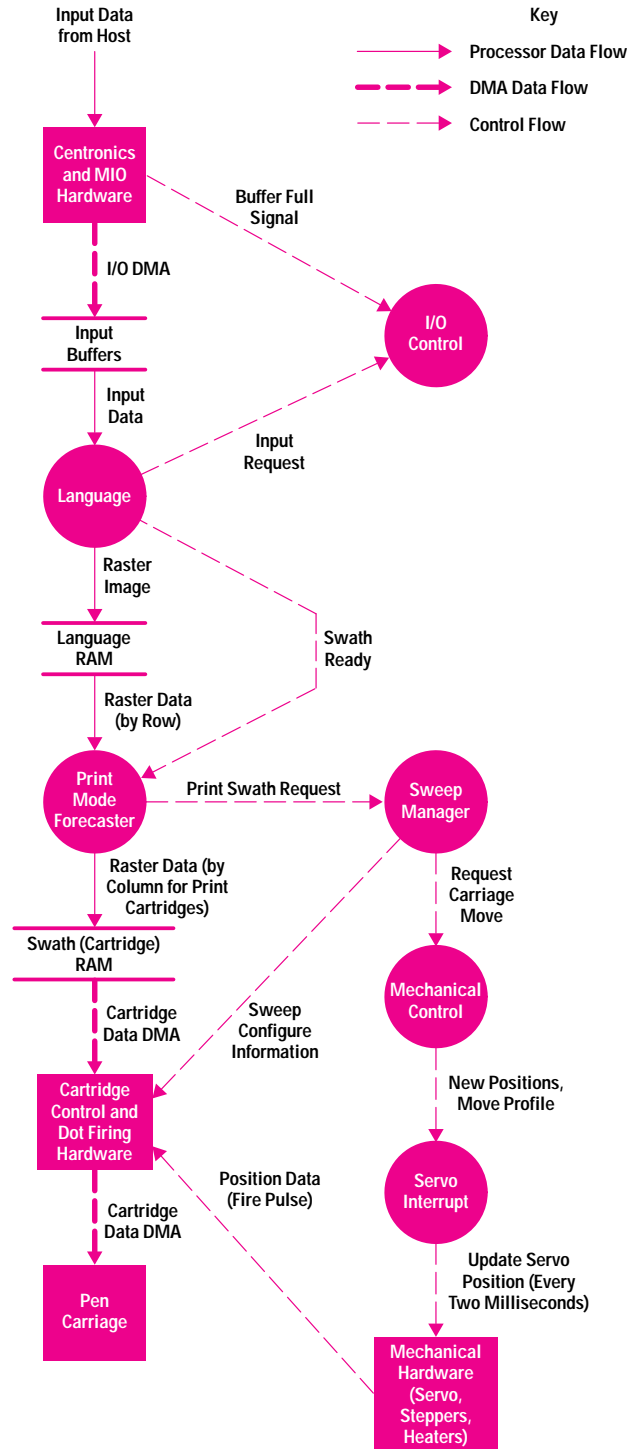 Input Data
from Host
Key
Processor Data Flow
DMA Data Flow
Control Flow
Centronics
and MIO
Hardware
Buffer Full
Signal
I/O DMA
I/O
Control
Input
Buffers
Input
Data
Input
Request
Language
Raster
Image
Language
RAM
Swath
Ready
Raster Data
(by Row)
Print
Mode
Forecaster
Print Swath Request
Sweep
Manager
Raster Data (by
Column for Print
Cartridges)
Request
Carriage
Move
Swath (Cartridge)
RAM
Mechanical
Control
Cartridge
Data DMA
Sweep
Configure
Information
Cartridge
Control and
Dot Firing
Hardware
New Positions,
Move Profile
Position Data
(Fire Pulse)
Servo
Interrupt
Cartridge
Data DMA
Update Servo
Position (Every
Two Milliseconds)
Pen
Carriage
Mechanical
Hardware
(Servo,
Steppers,
Heaters)